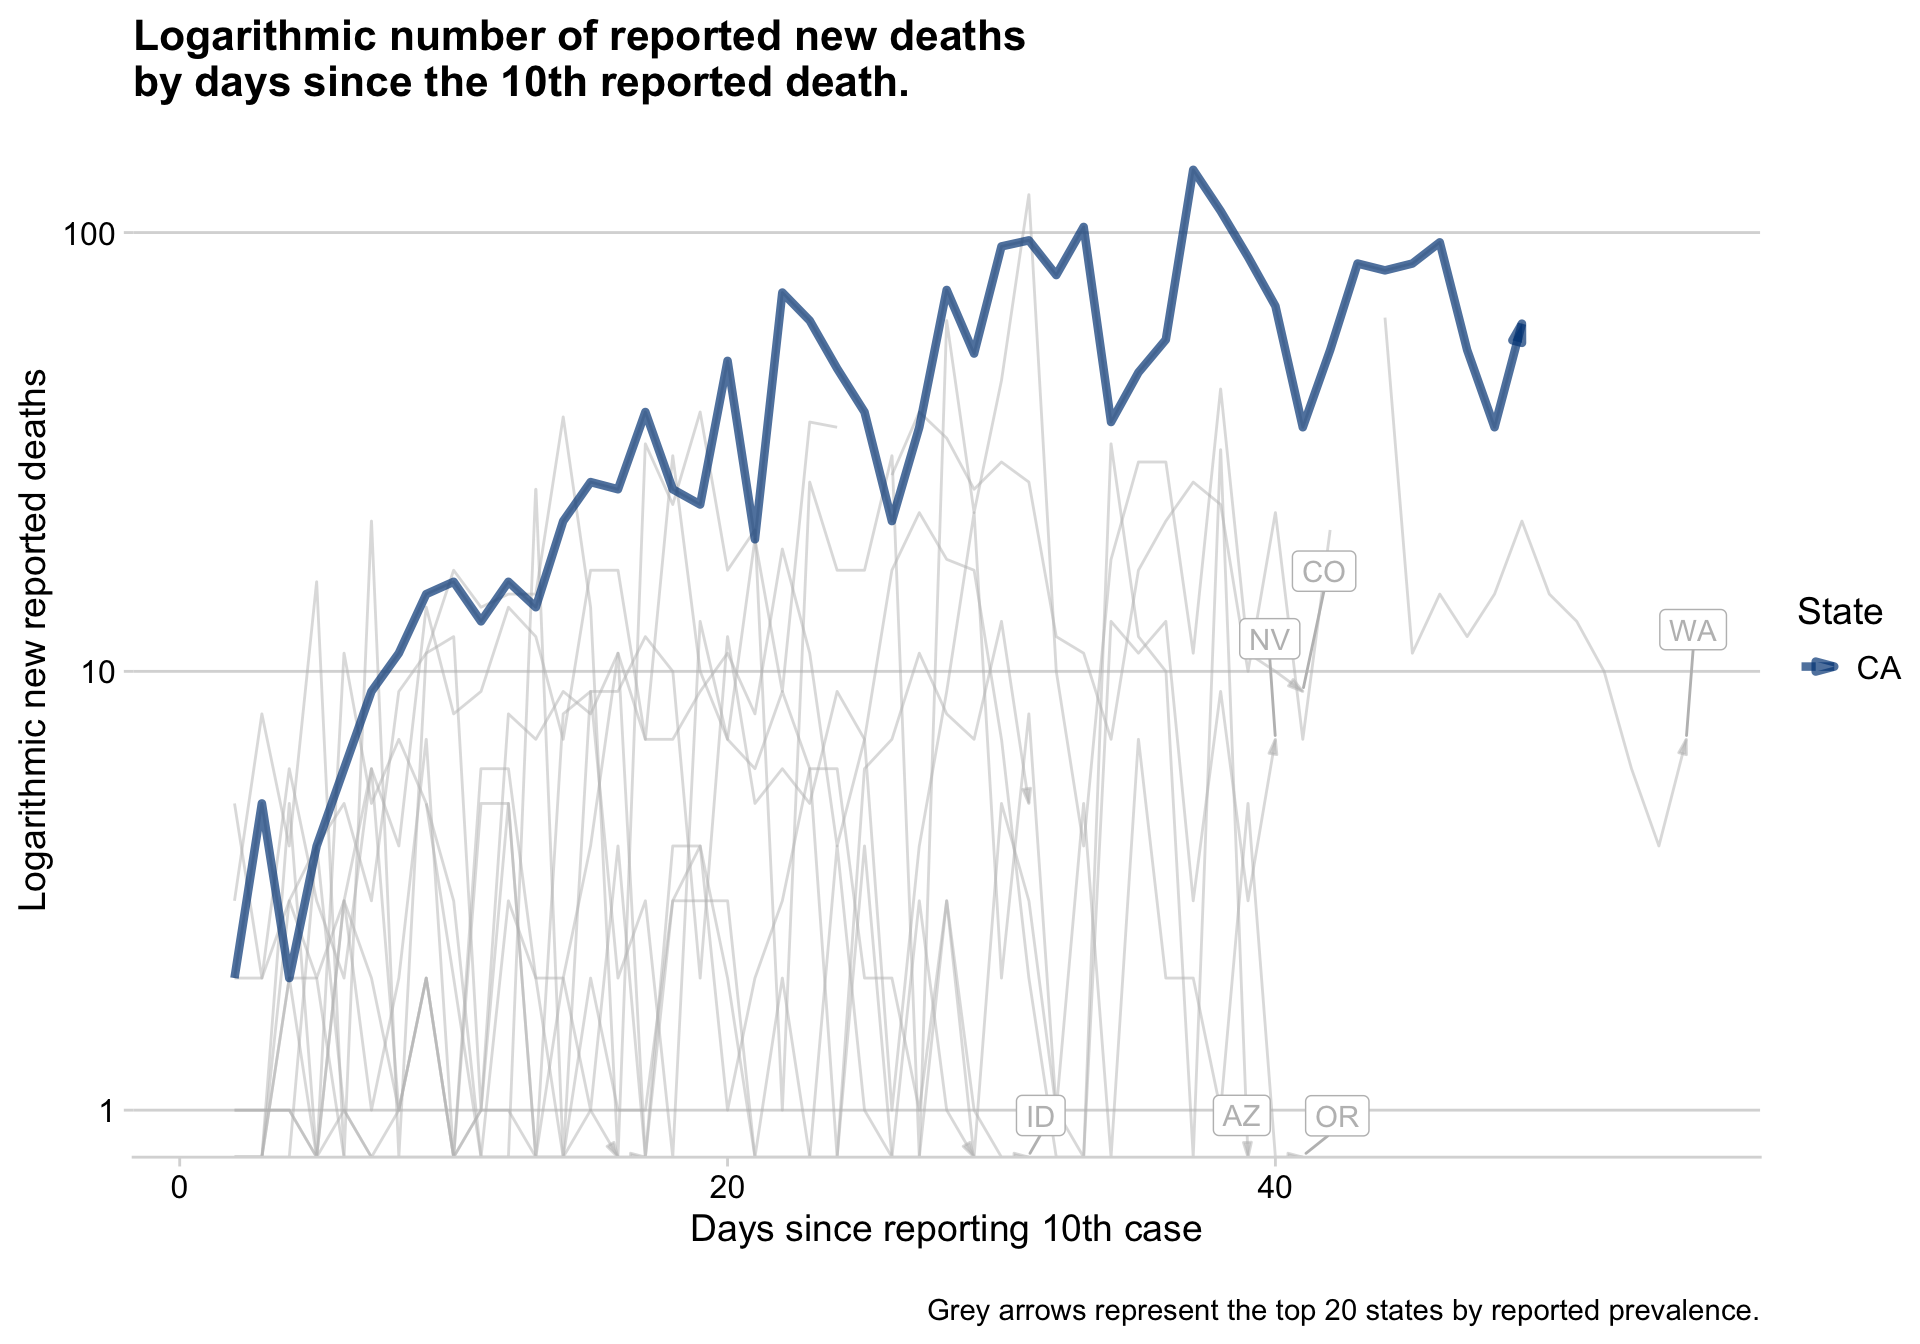 Logarithmic number of reported new deaths
by days since the 10th reported death.
Logarithmic new reported deaths
100
10
1
CO
NV
WA
ID
AZ
OR
0
20
40
Days since reporting 10th case
State
CA
Grey arrows represent the top 20 states by reported prevalence.